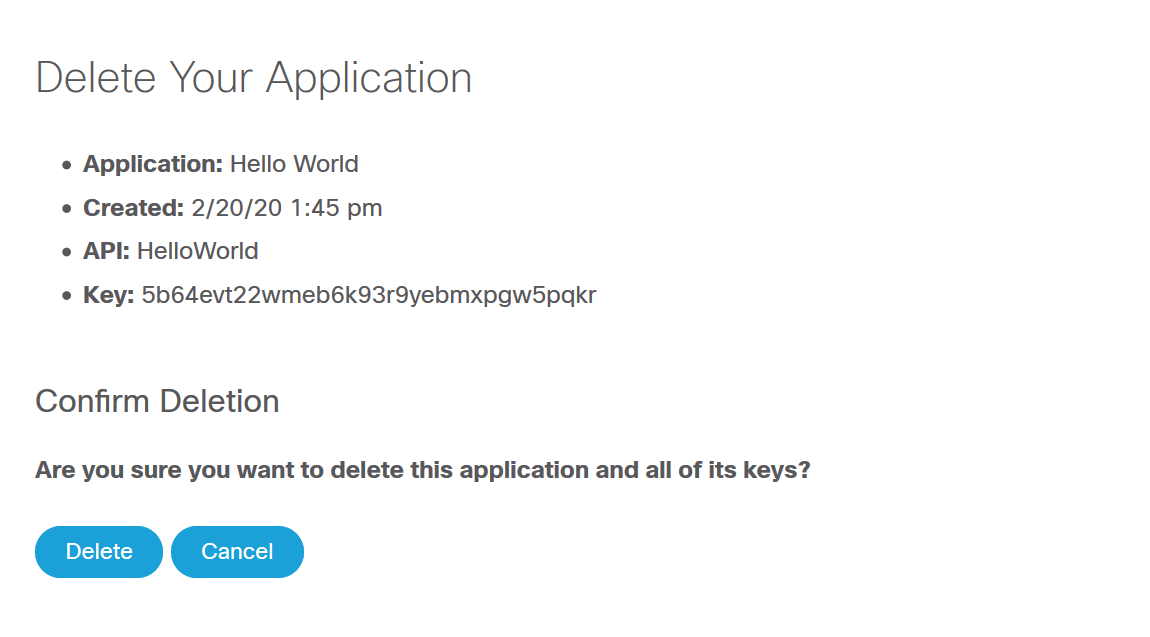 Delete Your Application
Application: Hello World
Created: 2/20/20 1:45 pm
API: HelloWorld
Key: 5b64evt22wmeb6k93r9yebmxpgw5pqkr
Confirm Deletion
Are you sure you want to delete this application and all of its keys?
Delete Cancel